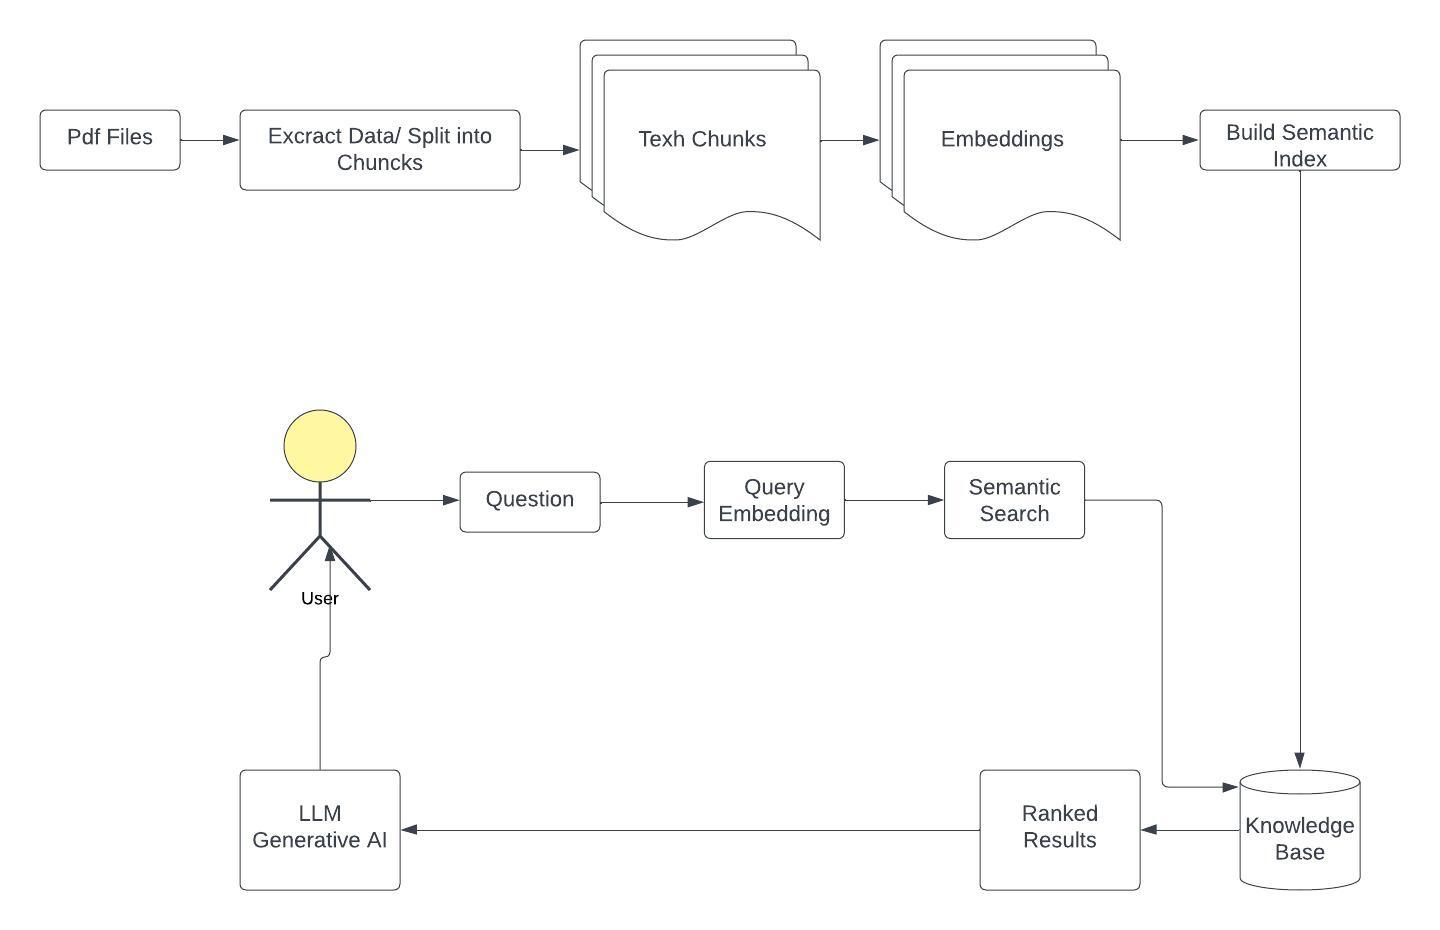 Pdf Files
Excract Data/ Split into
Chuncks
Texh Chunks
Embeddings
Build Semantic
Index
User
Question
Query
Embedding
Semantic
Search
LLM
Generative AI
Ranked
Results
Knowledge
Base